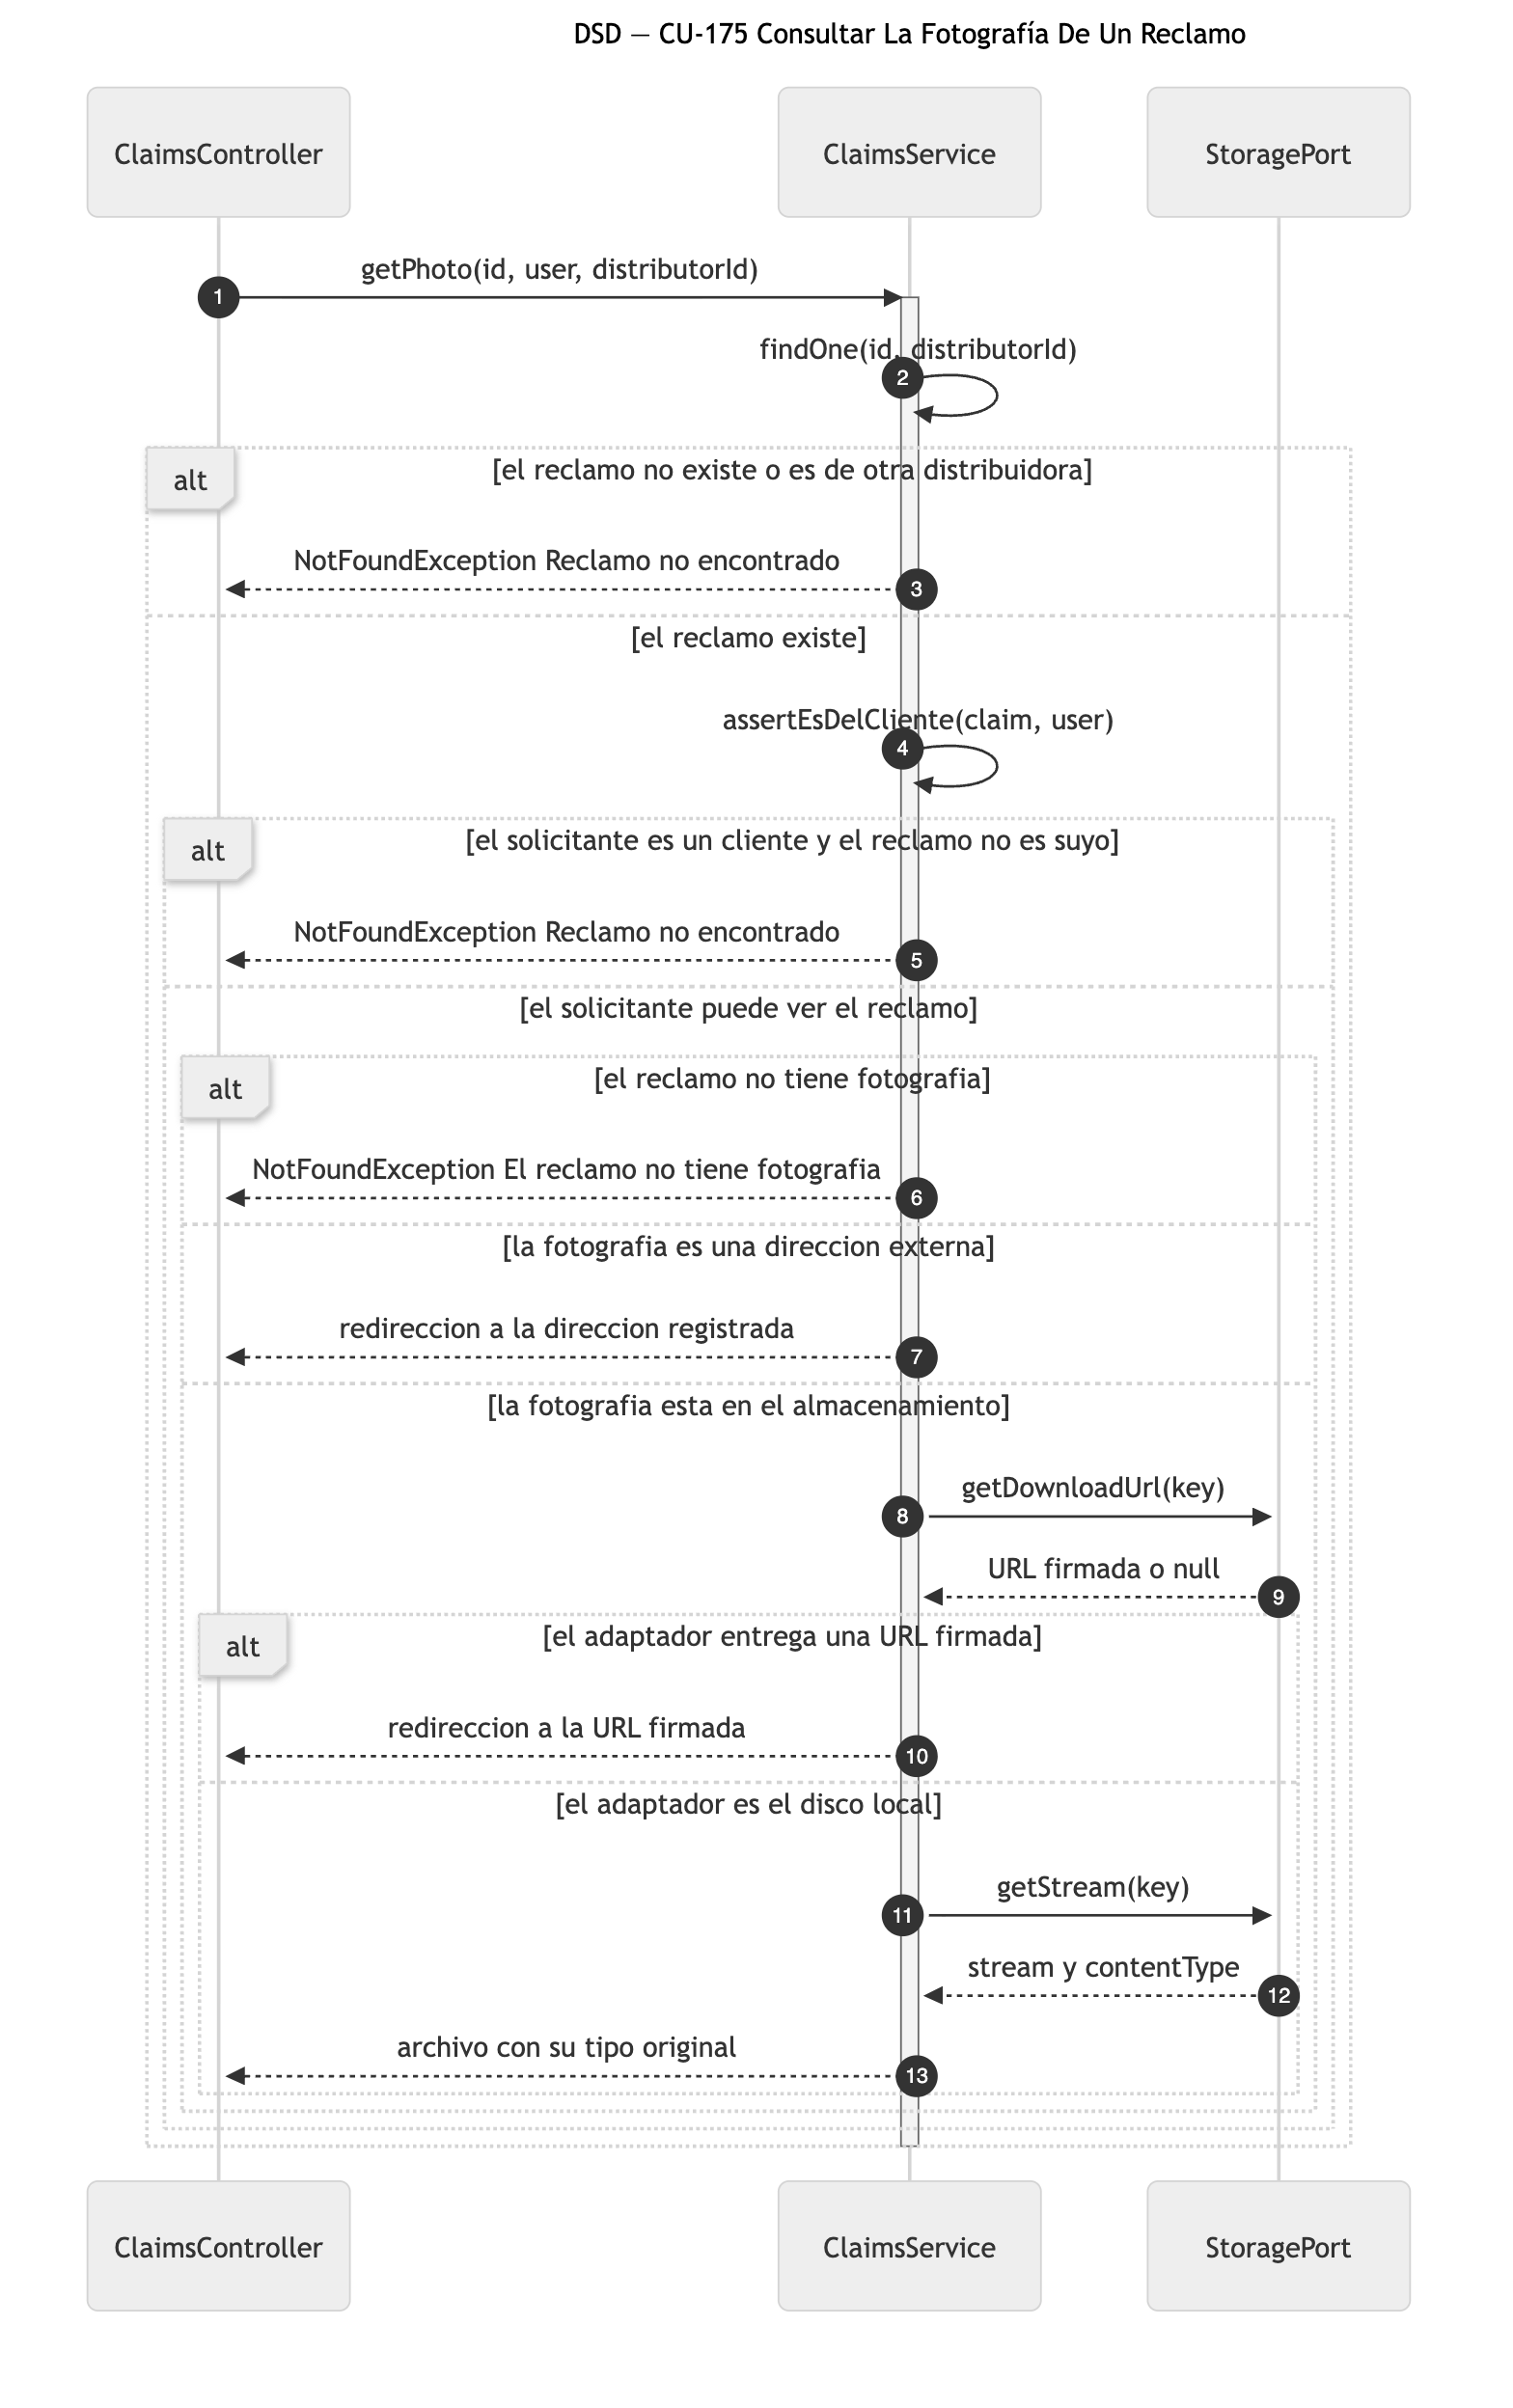 DSD — CU-175 Consultar La Fotografía De Un Reclamo
ClaimsController
ClaimsService
StoragePort
getPhoto(id, user, distributorId)
1
findOne(id, distributorId)
2
alt
[el reclamo no existe o es de otra distribuidora]
NotFoundException Reclamo no encontrado
3
[el reclamo existe]
assertEsDelCliente(claim, user)
4
alt
[el solicitante es un cliente y el reclamo no es suyo]
NotFoundException Reclamo no encontrado
5
[el solicitante puede ver el reclamo]
alt
[el reclamo no tiene fotografia]
NotFoundException El reclamo no tiene fotografia
6
[la fotografia es una direccion externa]
redireccion a la direccion registrada
7
[la fotografia esta en el almacenamiento]
getDownloadUrl(key)
8
URL firmada o null
9
alt
[el adaptador entrega una URL firmada]
redireccion a la URL firmada
10
[el adaptador es el disco local]
getStream(key)
11
stream y contentType
12
archivo con su tipo original
13
ClaimsController
ClaimsService
StoragePort